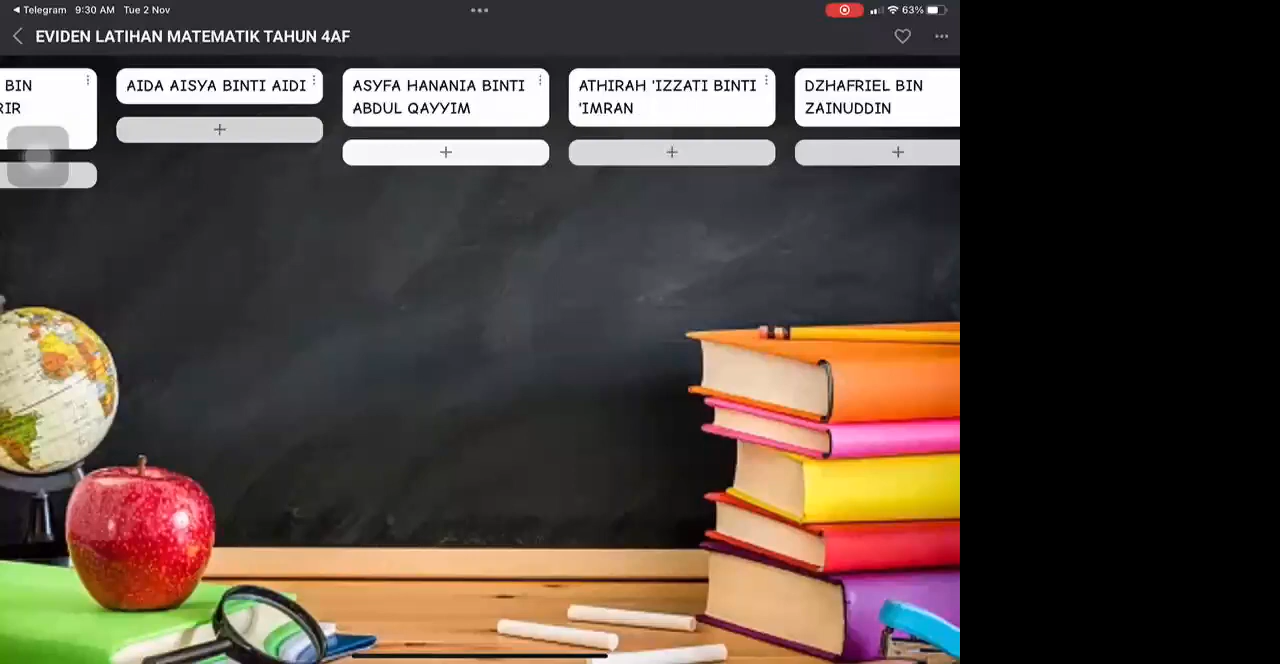 Telegram 9:30 AM Tue 2 Nov 63%
EVIDEN LATIHAN MATEMATIK TAHUN 4AF
BIN
RIR
AIDA AISYA BINTI AIDI
ASYFA HANANIA BINTI
ABDUL QAYYIM
ATHIRAH 'IZZATI BINTI
'IMRAN
DZHAFRIEL BIN
ZAINUDDIN